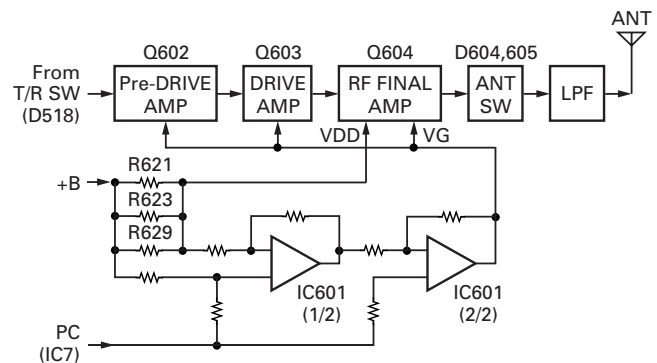 ANT
Q602
Q603
Q604
D604,605
From
T/R SW
(D518)
Pre-DRIVE
AMP
DRIVE
AMP
RF FINAL
AMP
ANT
SW
LPF
VDD
VG
+B
R621
R623
R629
IC601
(1/2)
IC601
(2/2)
PC
(IC7)